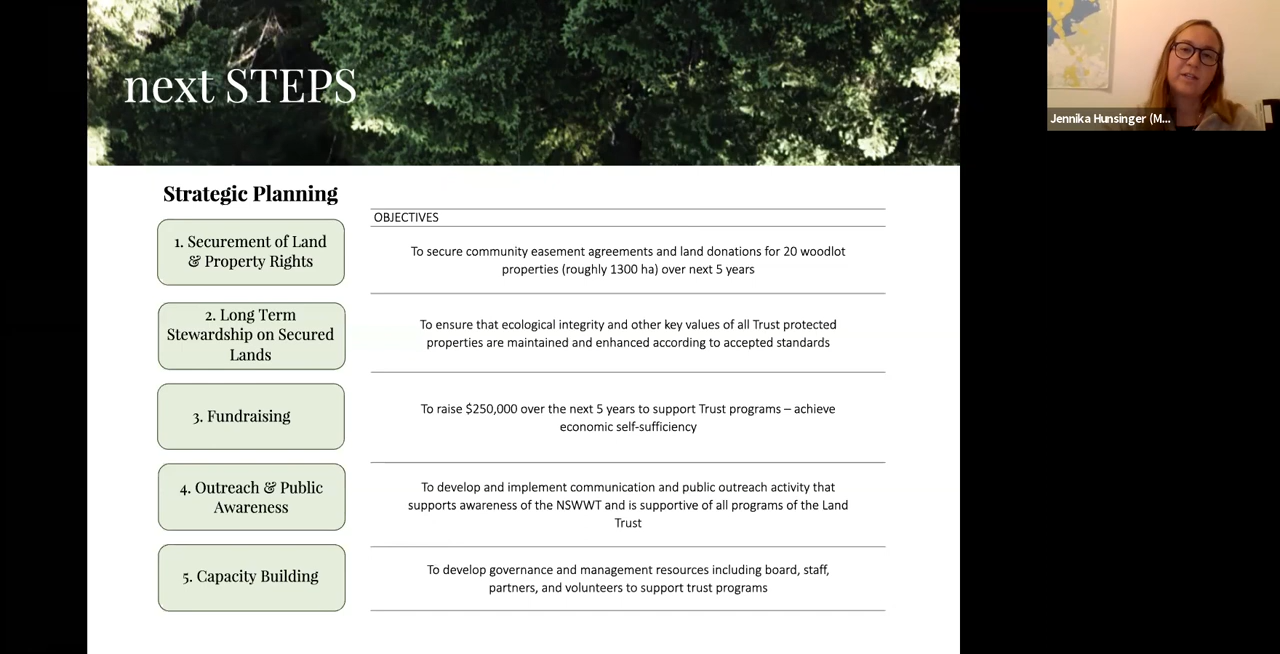 next STEPS
Jennika Hunsinger (M...
Strategic Planning
OBJECTIVES
1. Securement of Land
& Property Rights
To secure community easement agreements and land donations for 20 woodlot
properties (roughly 1300 ha) over next 5 years
2. Long Term
Stewardship on Secured
Lands
To ensure that ecological integrity and other key values of all Trust protected
properties are maintained and enhanced according to accepted standards
3. Fundraising
To raise $250,000 over the next 5 years to support Trust programs – achieve
economic self-sufficiency
4. Outreach & Public
Awareness
To develop and implement communication and public outreach activity that
supports awareness of the NSWWT and is supportive of all programs of the Land
Trust
5. Capacity Building
To develop governance and management resources including board, staff,
partners, and volunteers to support trust programs